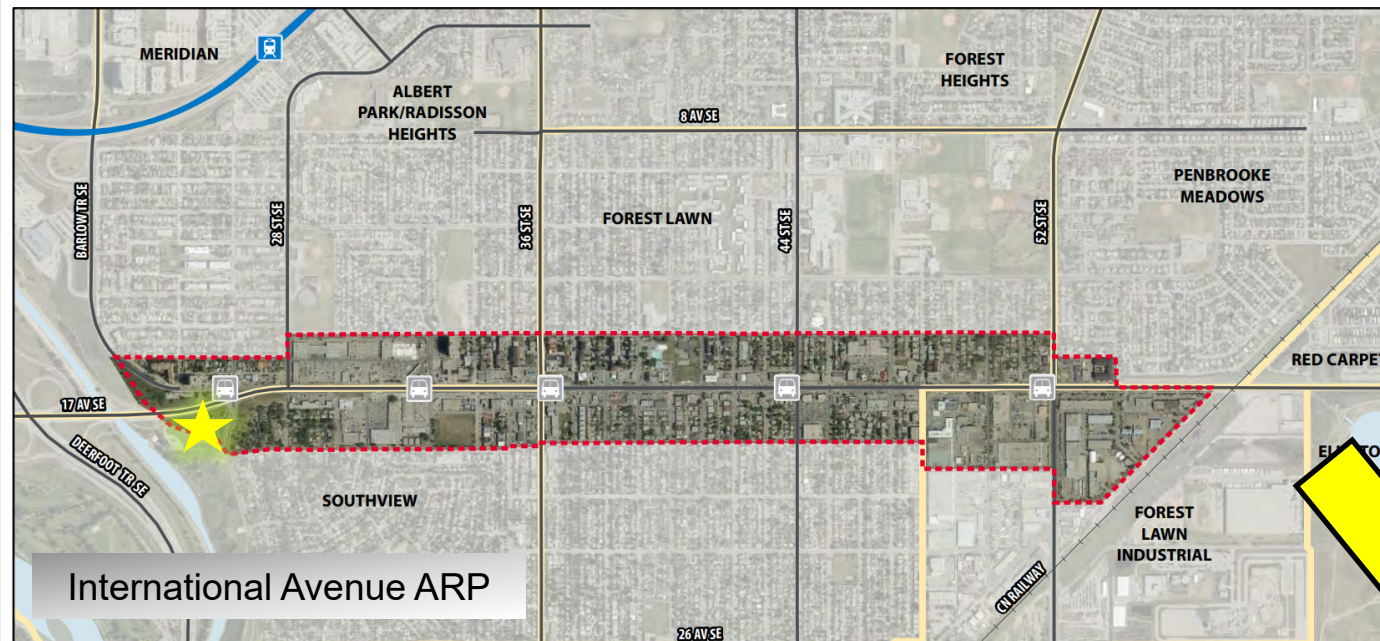 MERIDIAN
FOREST
HEIGHTS
ALBERT
PARK/RADISSON
HEIGHTS
8 AV SE
PENBROOKE
MEADOWS
BARLOW TR SE
28 ST SE
36 ST SE
FOREST LAWN
44 ST SE
52 ST SE
RED CARPET
17 AV SE
DEERFOOT TR SE
SOUTHVIEW
FOREST
LAWN
INDUSTRIAL
CN RAILWAY
International Avenue ARP
26 AV SE